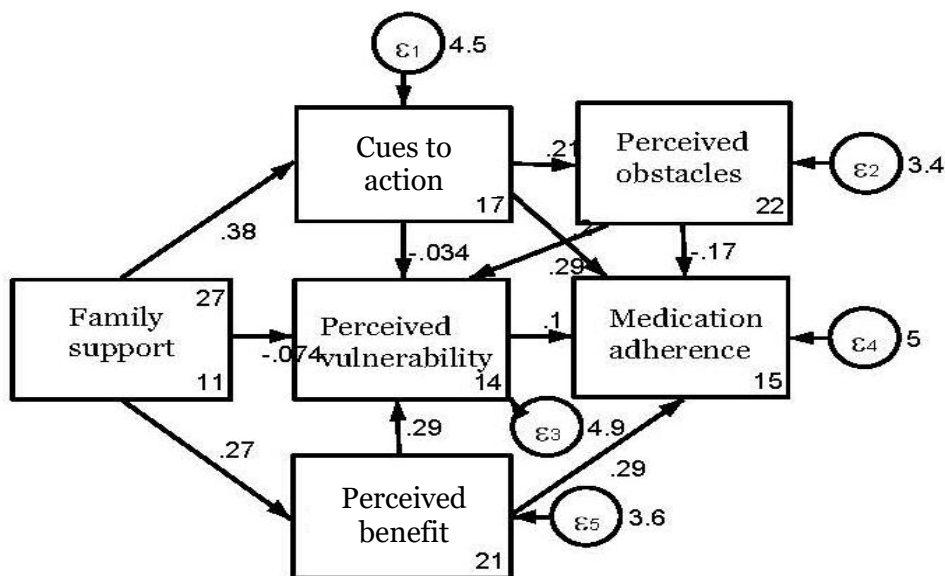 ε1
4.5
Cues to
action
17
.21
Perceived
obstacles
22
ε2
3.4
.38
-.034
.2
.29
-.17
27
Family
support
11
-.074
Perceived
vulnerability
14
.1
Medication
adherence
15
ε4
5
ε3
4.9
.27
.29
.29
Perceived
benefit
21
ε5
3.6